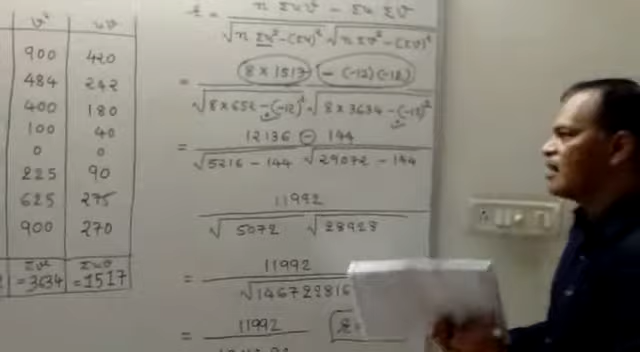 v² uv
900 420
484 242
400 180
100 40
0 0
225 90
625 275
900 270
Σv² Σuv
=3634 =1517
r = n Σuv - Σu Σv
√n Σu²-(Σu)² √n Σv²-(Σv)²
= 8×1517 - (-12)(-12)
√8×652-(-12)² √8×3634-(-12)²
= 12136 - 144
√5216 - 144 √29072 - 144
11992
√5072 √28928
= 11992
√146722816
= 11992